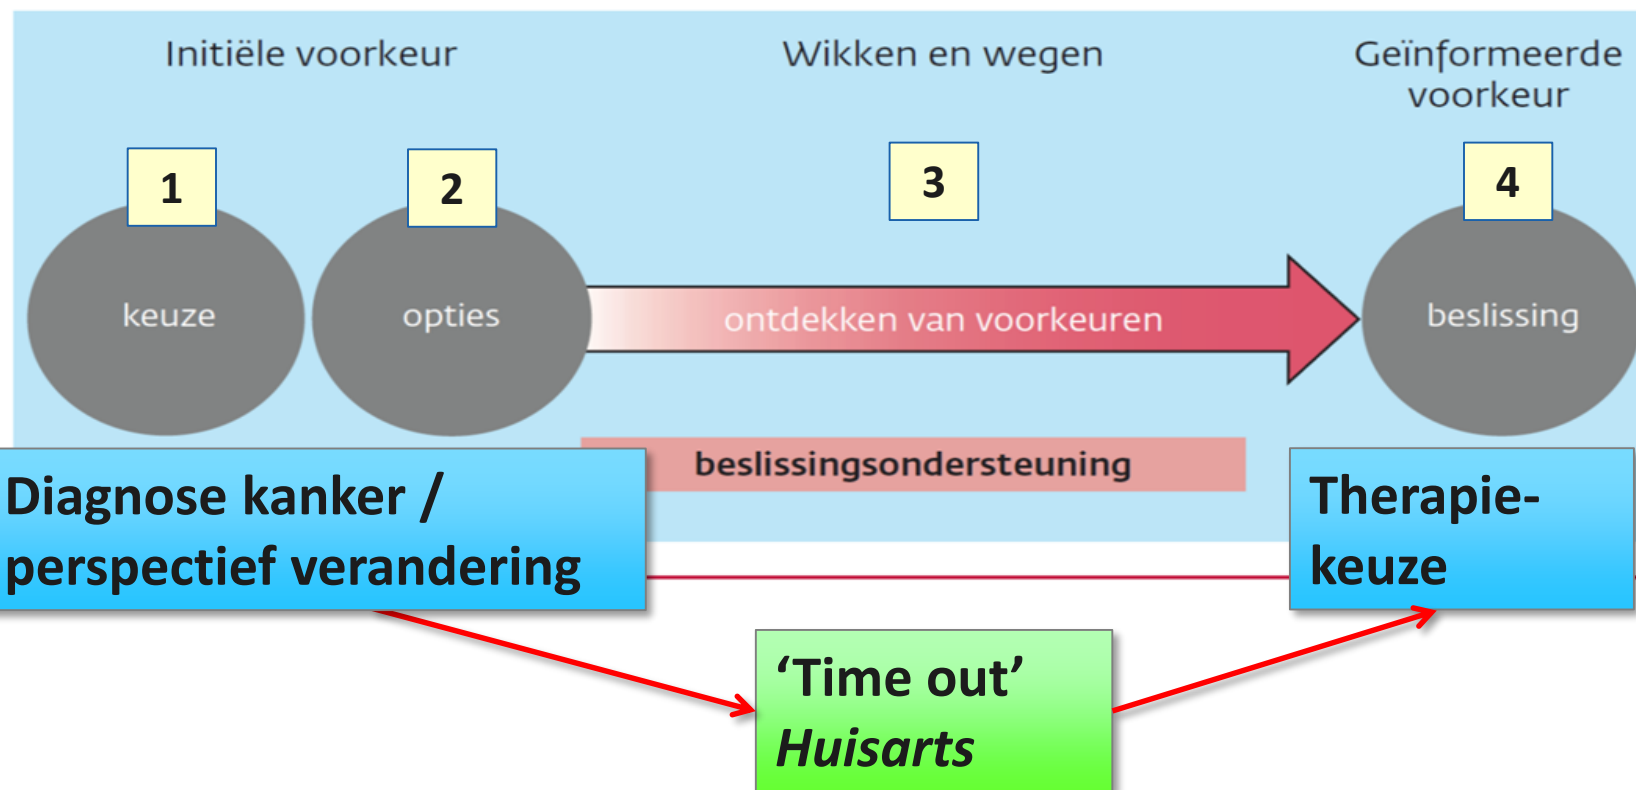 Initiële voorkeur
Wikken en wegen
Geïnformeerde
voorkeur
1
2
3
4
keuze
opties
ontdekken van voorkeuren
beslissing
beslissingsondersteuning
Diagnose kanker /
perspectief verandering
Therapie-
keuze
‘Time out’
Huisarts